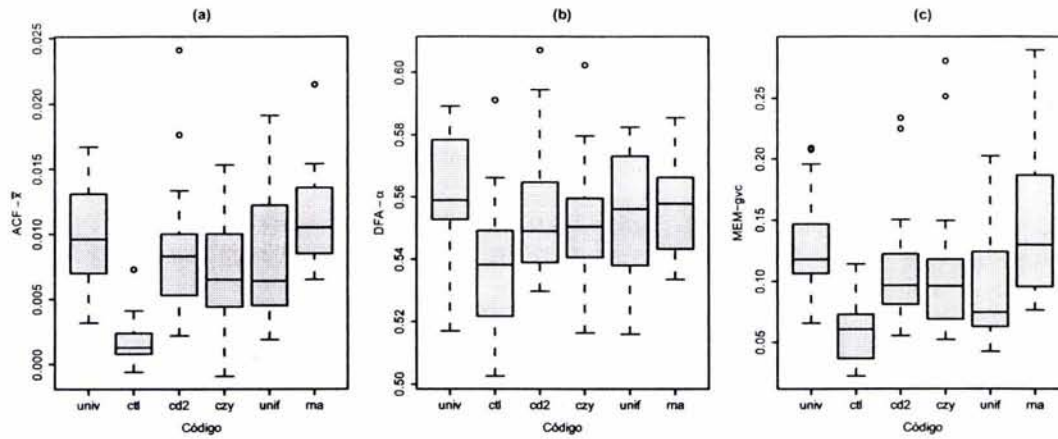 (a)
ACF - x̄
0.025
0.020
0.015
0.010
0.005
0.000
univ ctl cd2 czy unif ma
Código
(b)
DFA - α
0.60
0.58
0.56
0.54
0.52
0.50
univ ctl cd2 czy unif ma
Código
(c)
MEM-gvc
0.25
0.20
0.15
0.10
0.05
univ ctl cd2 czy unif ma
Código